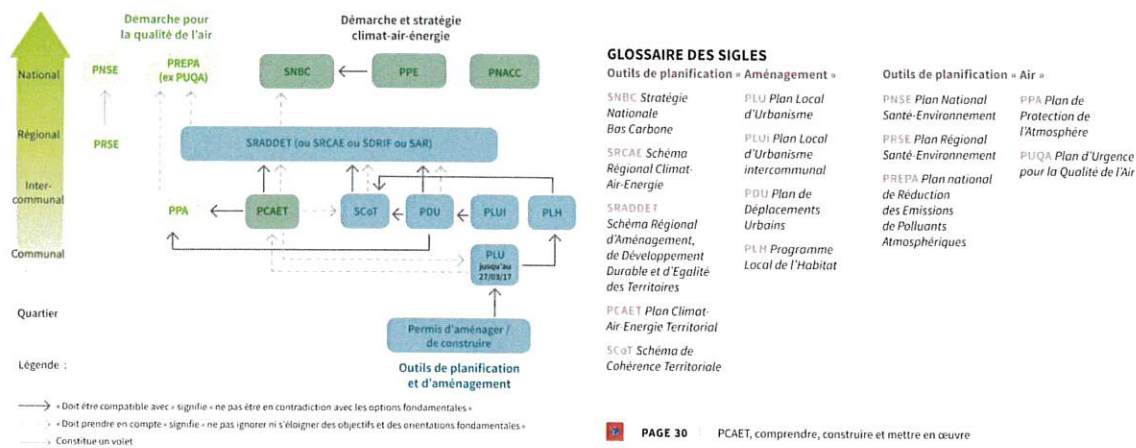 Démarche pour
la qualité de l'air
Démarche et stratégie
climat-air-énergie
National
PNSE
PREPA
(ex PUQA)
SNBC
PPE
PNACC
Régional
PRSE
SRADDET (ou SRCAE ou SDRIF ou SAR)
Inter-
communal
PPA
PCAET
SCoT
PDU
PLUI
PLH
Communal
PLU
jusqu'au
27/03/17
Quartier
Permis d'aménager /
de construire
Légende :
Outils de planification
et d'aménagement
« Doit être compatible avec » signifie « ne pas être en contradiction avec les options fondamentales »
« Doit prendre en compte » signifie « ne pas ignorer ni s'éloigner des objectifs et des orientations fondamentales »
Constitue un volet
GLOSSAIRE DES SIGLES
Outils de planification « Aménagement »
SNBC Stratégie
Nationale
Bas Carbone
SRCAE Schéma
Régional Climat-
Air-Energie
SRADDET
Schéma Régional
d'Aménagement,
de Développement
Durable et d'Egalité
des Territoires
PCAET Plan Climat-
Air-Energie Territorial
SCoT Schéma de
Cohérence Territoriale
PLU Plan Local
d'Urbanisme
PLUi Plan Local
d'Urbanisme
intercommunal
PDU Plan de
Déplacements
Urbains
PLH Programme
Local de l'Habitat
Outils de planification « Air »
PNSE Plan National
Santé-Environnement
PRSE Plan Régional
Santé-Environnement
PREPA Plan national
de Réduction
des Emissions
de Polluants
Atmosphériques
PPA Plan de
Protection de
l'Atmosphère
PUQA Plan d'Urgence
pour la Qualité de l'Air
PAGE 30 PCAET, comprendre, construire et mettre en œuvre